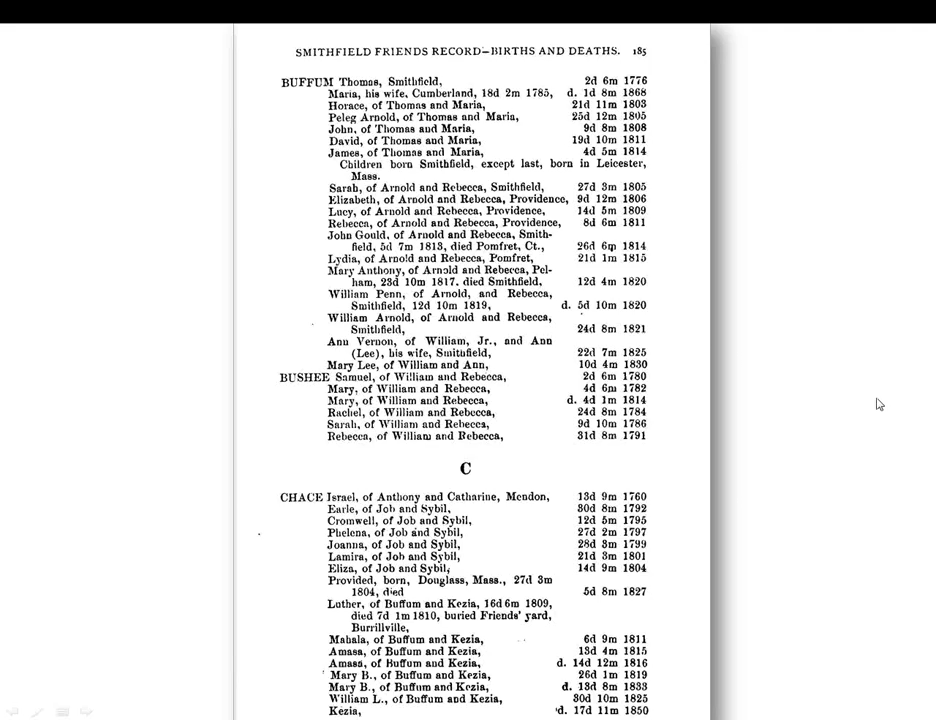 SMITHFIELD FRIENDS RECORD—BIRTHS AND DEATHS. 185
BUFFUM Thomas, Smithfield, 2d 6m 1776
Maria, his wife, Cumberland, 18d 2m 1785, d. 1d 8m 1868
Horace, of Thomas and Maria, 21d 11m 1803
Peleg Arnold, of Thomas and Maria, 25d 12m 1805
John, of Thomas and Maria, 9d 8m 1808
David, of Thomas and Maria, 19d 10m 1811
James, of Thomas and Maria, 4d 5m 1814
Children born Smithfield, except last, born in Leicester,
Mass.
Sarah, of Arnold and Rebecca, Smithfield, 27d 3m 1805
Elizabeth, of Arnold and Rebecca, Providence, 9d 12m 1806
Lucy, of Arnold and Rebecca, Providence, 14d 5m 1809
Rebecca, of Arnold and Rebecca, Providence, 8d 6m 1811
John Gould, of Arnold and Rebecca, Smith-
field, 5d 7m 1813, died Pomfret, Ct., 26d 6m 1814
Lydia, of Arnold and Rebecca, Pomfret, 21d 1m 1815
Mary Anthony, of Arnold and Rebecca, Pel-
ham, 23d 10m 1817, died Smithfield, 12d 4m 1820
William Penn, of Arnold, and Rebecca,
Smithfield, 12d 10m 1819, d. 5d 10m 1820
William Arnold, of Arnold and Rebecca,
Smithfield, 24d 8m 1821
Ann Vernon, of William, Jr., and Ann
(Lee), his wife, Smithfield, 22d 7m 1825
Mary Lee, of William and Ann, 10d 4m 1830
BUSHEE Samuel, of William and Rebecca, 2d 6m 1780
Mary, of William and Rebecca, 4d 6m 1782
Mary, of William and Rebecca, d. 4d 1m 1814
Rachel, of William and Rebecca, 24d 8m 1784
Sarah, of William and Rebecca, 9d 10m 1786
Rebecca, of William and Rebecca, 31d 8m 1791
C
CHACE Israel, of Anthony and Catharine, Mendon, 13d 9m 1760
Earle, of Job and Sybil, 30d 8m 1792
Cromwell, of Job and Sybil, 12d 5m 1795
Phelena, of Job and Sybil, 27d 2m 1797
Joanna, of Job and Sybil, 28d 3m 1799
Lamira, of Job and Sybil, 21d 3m 1801
Eliza, of Job and Sybil, 14d 9m 1804
Provided, born, Douglass, Mass., 27d 3m
1804, died 5d 8m 1827
Luther, of Buffum and Kezia, 16d 6m 1809,
died 7d 1m 1810, buried Friends' yard,
Burrillville,
Mahala, of Buffum and Kezia, 6d 9m 1811
Amasa, of Buffum and Kezia, 13d 4m 1815
Amasa, of Buffum and Kezia, d. 14d 12m 1816
Mary B., of Buffum and Kezia, 26d 1m 1819
Mary B., of Buffum and Kezia, d. 13d 8m 1833
William L., of Buffum and Kezia, 30d 10m 1825
Kezia, d. 17d 11m 1850